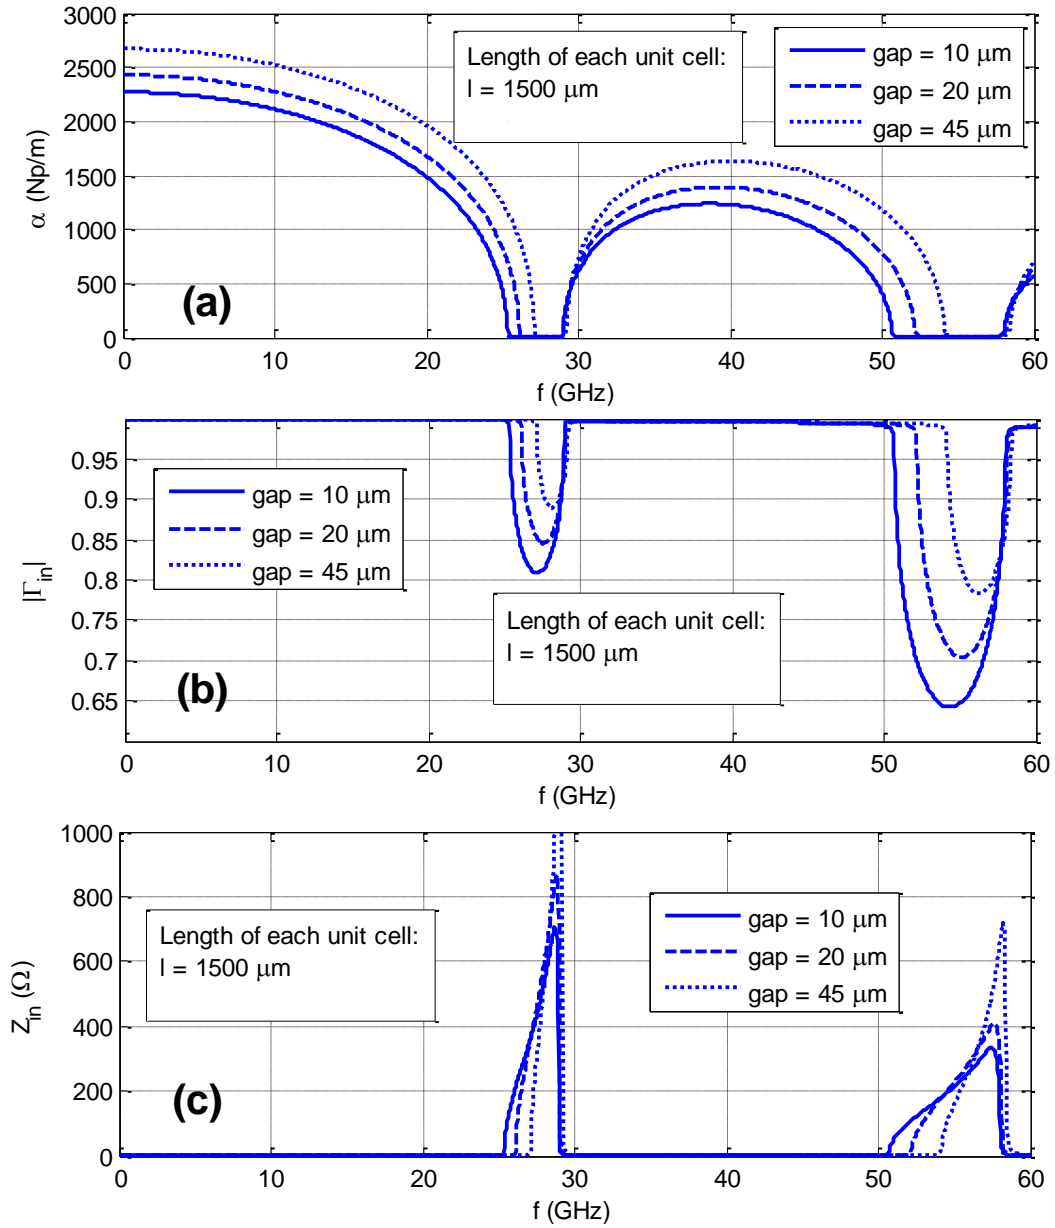 3000
2500
2000
1500
1000
500
0
α (Np/m)
Length of each unit cell:
l = 1500 μm
gap = 10 μm
gap = 20 μm
gap = 45 μm
(a)
0 10 20 30 40 50 60
f (GHz)
0.95
0.9
0.85
0.8
0.75
0.7
0.65
|Γin|
gap = 10 μm
gap = 20 μm
gap = 45 μm
Length of each unit cell:
l = 1500 μm
(b)
0 10 20 30 40 50 60
f (GHz)
1000
800
600
400
200
0
Zin (Ω)
Length of each unit cell:
l = 1500 μm
gap = 10 μm
gap = 20 μm
gap = 45 μm
(c)
0 10 20 30 40 50 60
f (GHz)